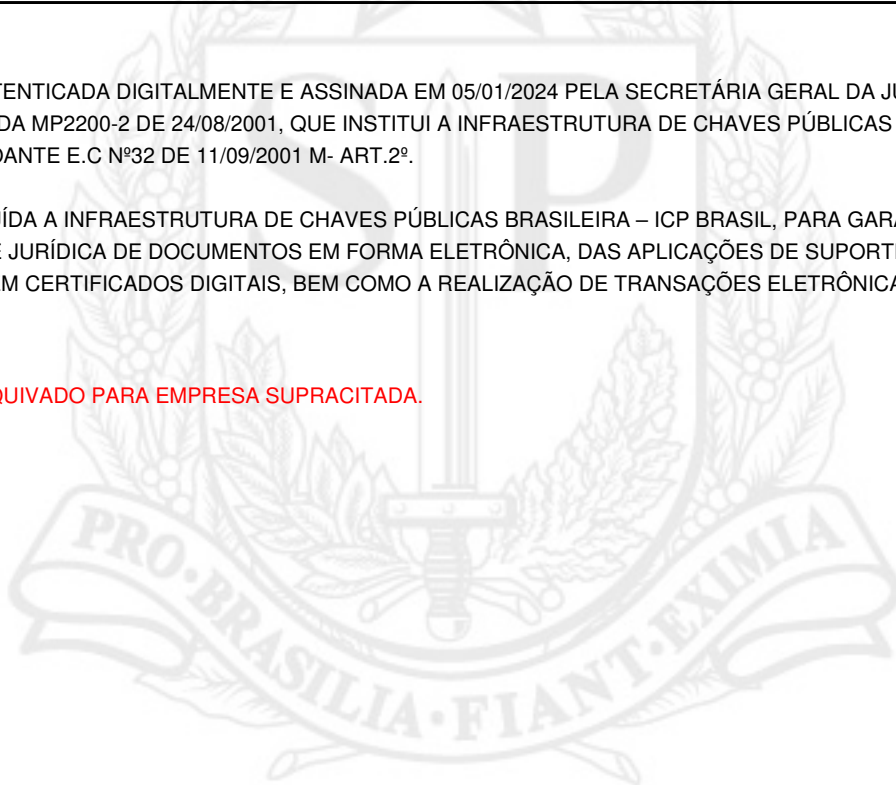 TENTICADA DIGITALMENTE E ASSINADA EM 05/01/2024 PELA SECRETÁRIA GERAL DA JU
DA MP2200-2 DE 24/08/2001, QUE INSTITUI A INFRAESTRUTURA DE CHAVES PÚBLICAS
DANTE E.C Nº32 DE 11/09/2001 M- ART.2º.
ÍDA A INFRAESTRUTURA DE CHAVES PÚBLICAS BRASILEIRA – ICP BRASIL, PARA GARA
E JURÍDICA DE DOCUMENTOS EM FORMA ELETRÔNICA, DAS APLICAÇÕES DE SUPORTE
EM CERTIFICADOS DIGITAIS, BEM COMO A REALIZAÇÃO DE TRANSAÇÕES ELETRÔNICA
QUIVADO PARA EMPRESA SUPRACITADA.
SP
PRO·BRASILIA·FIANT·EXIMIA